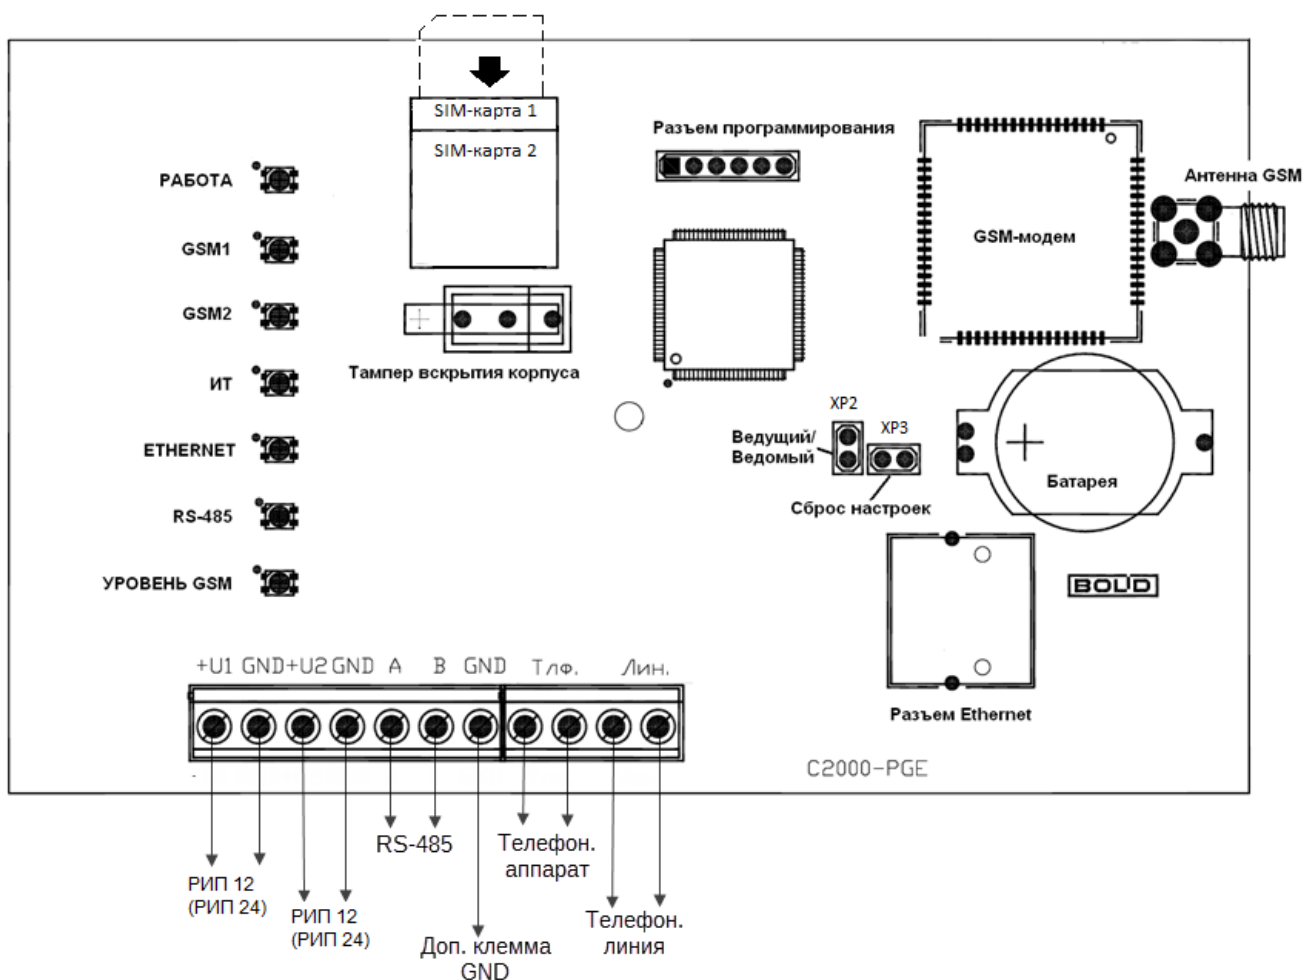 SIM-карта 1
SIM-карта 2
Разъем программирования
Антенна GSM
GSM-модем
РАБОТА
GSM1
GSM2
ИТ
ETHERNET
RS-485
УРОВЕНЬ GSM
Тампер вскрытия корпуса
XP2
XP3
Ведущий/
Ведомый
Сброс настроек
Батарея
BOLID
Разъем Ethernet
+U1 GND +U2 GND A B GND Тлф. Лин.
C2000-PGE
RS-485
Телефон.
аппарат
РИП 12
(РИП 24)
РИП 12
(РИП 24)
Телефон.
линия
Доп. клемма
GND